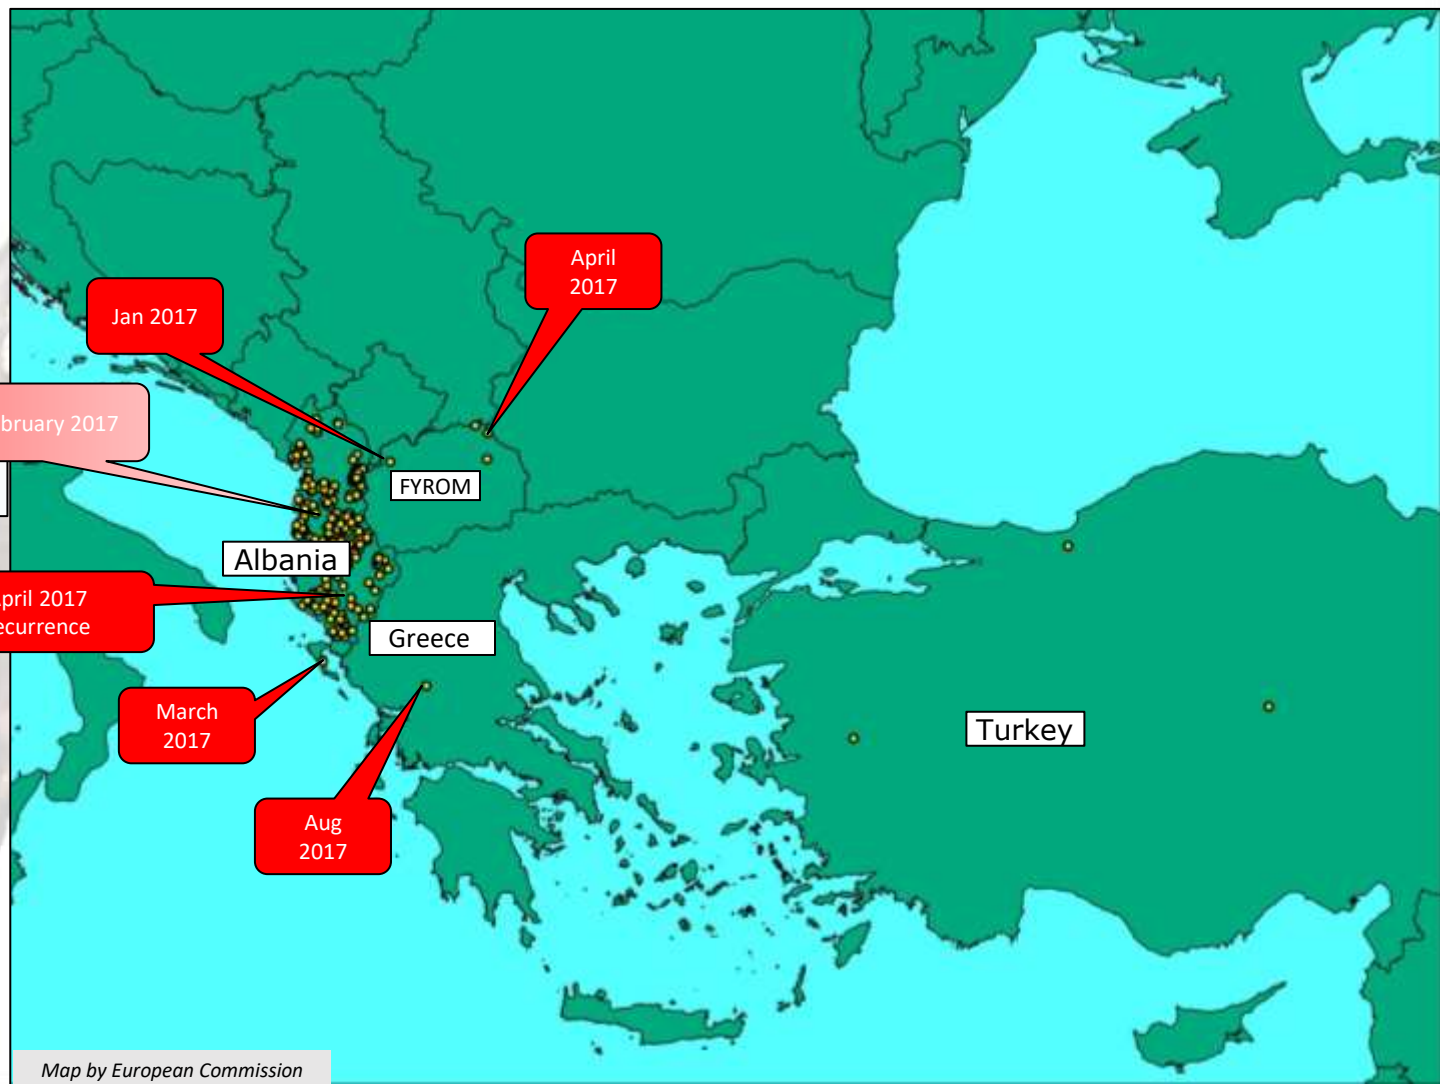 April
2017
Jan 2017
bruary 2017
FYROM
Albania
pril 2017
ecurrence
Greece
March
2017
Turkey
Aug
2017
Map by European Commission